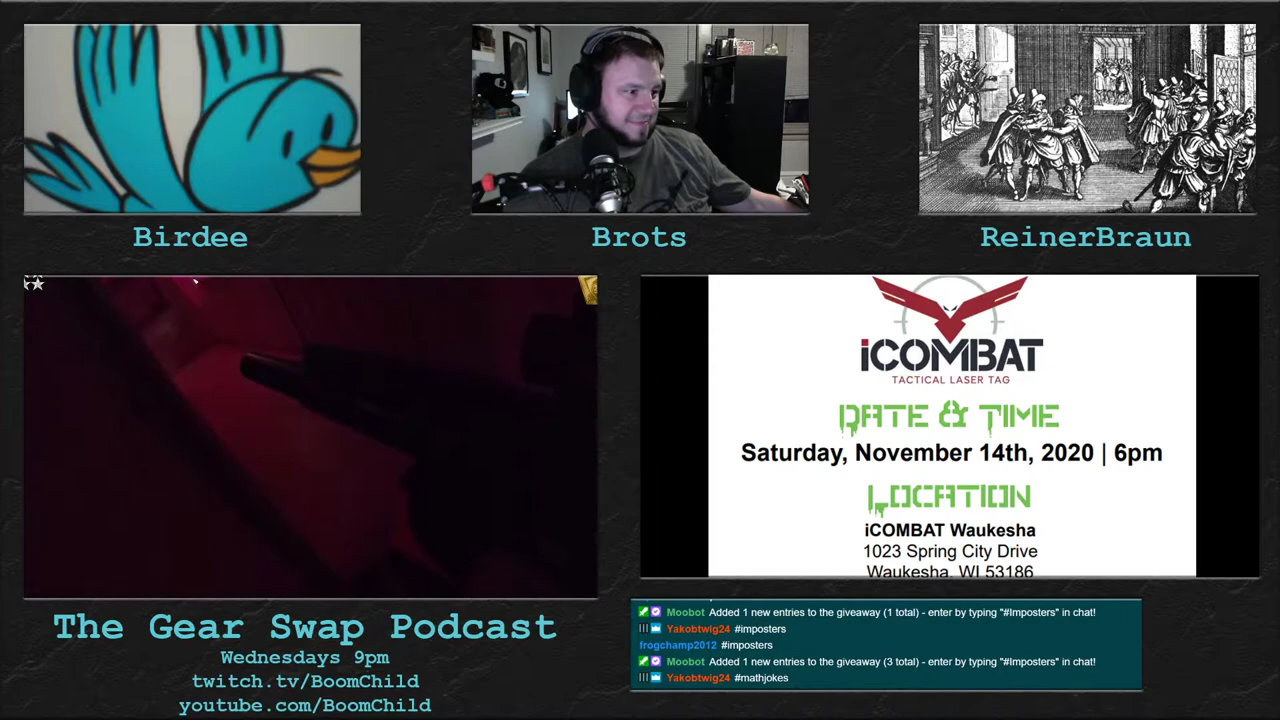 Birdee
Brots
ReinerBraun
iCOMBAT
TACTICAL LASER TAG
DATE & TIME
Saturday, November 14th, 2020 | 6pm
LOCATION
iCOMBAT Waukesha
1023 Spring City Drive
Waukesha, WI 53186
The Gear Swap Podcast
Wednesdays 9pm
twitch.tv/BoomChild
youtube.com/BoomChild
Moobot Added 1 new entries to the giveaway (1 total) - enter by typing "#Imposters" in chat!
Yakobtwig24 #imposters
frogchamp2012 #imposters
Moobot Added 1 new entries to the giveaway (3 total) - enter by typing "#Imposters" in chat!
Yakobtwig24 #mathjokes